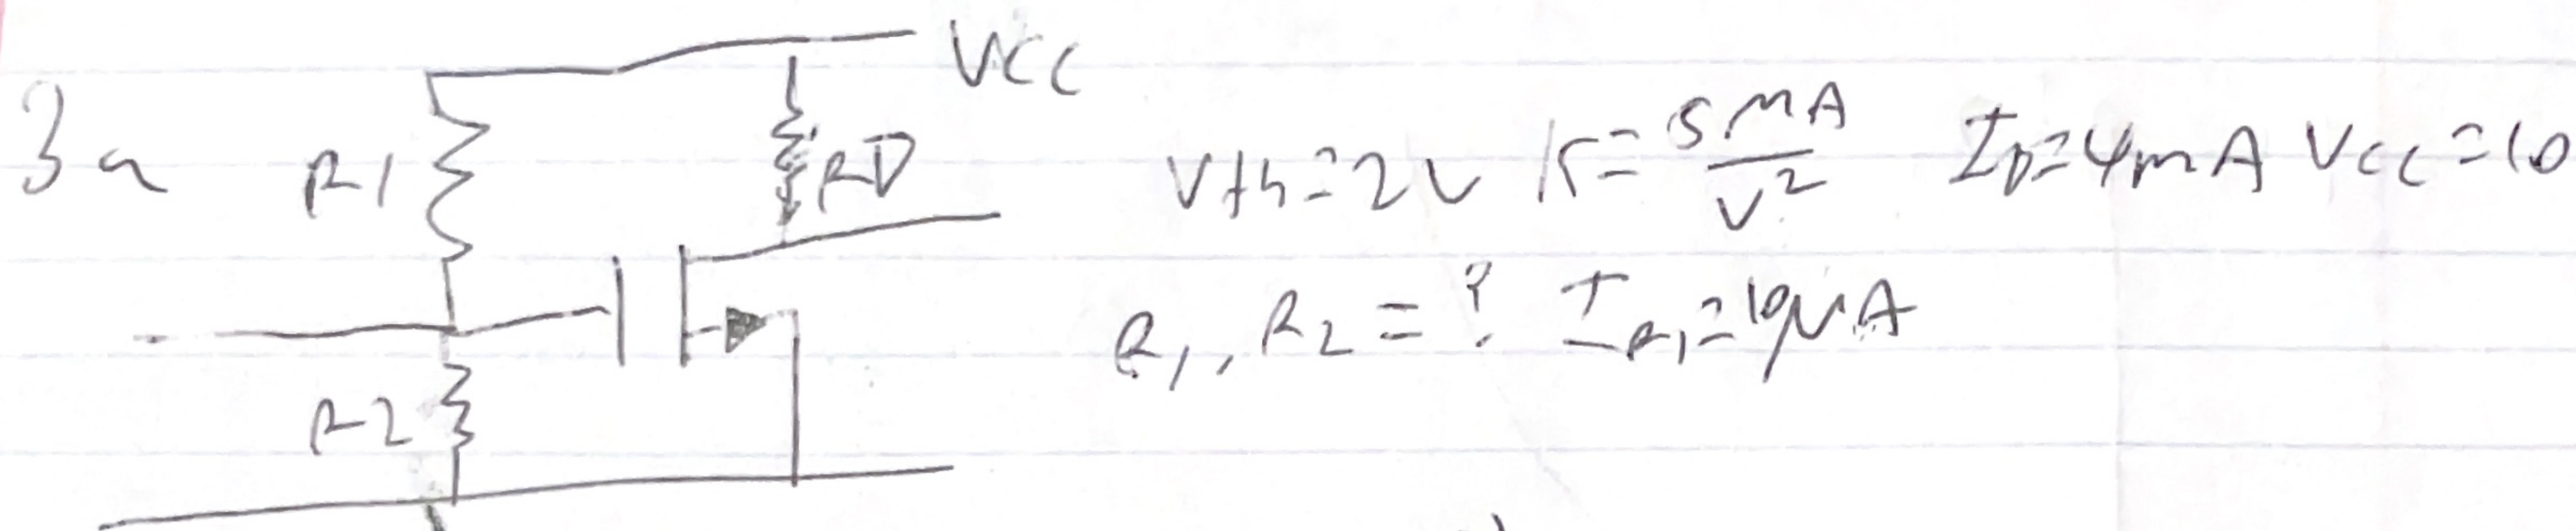 VCC
3a R1 RD Vth=2V K=5mA/V² ID=4mA VCC=10
R1, R2=? IR1=10μA
R2